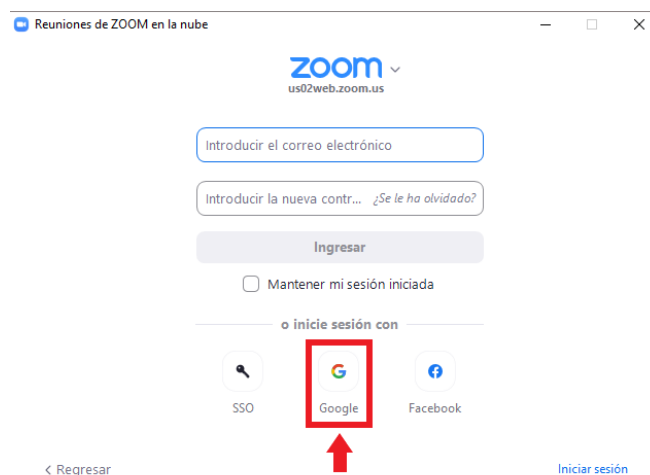 Reuniones de ZOOM en la nube
zoom
us02web.zoom.us
Introducir el correo electrónico
Introducir la nueva contr... ¿Se le ha olvidado?
Ingresar
Mantener mi sesión iniciada
o inicie sesión con
SSO Google Facebook
< Regresar Iniciar sesión